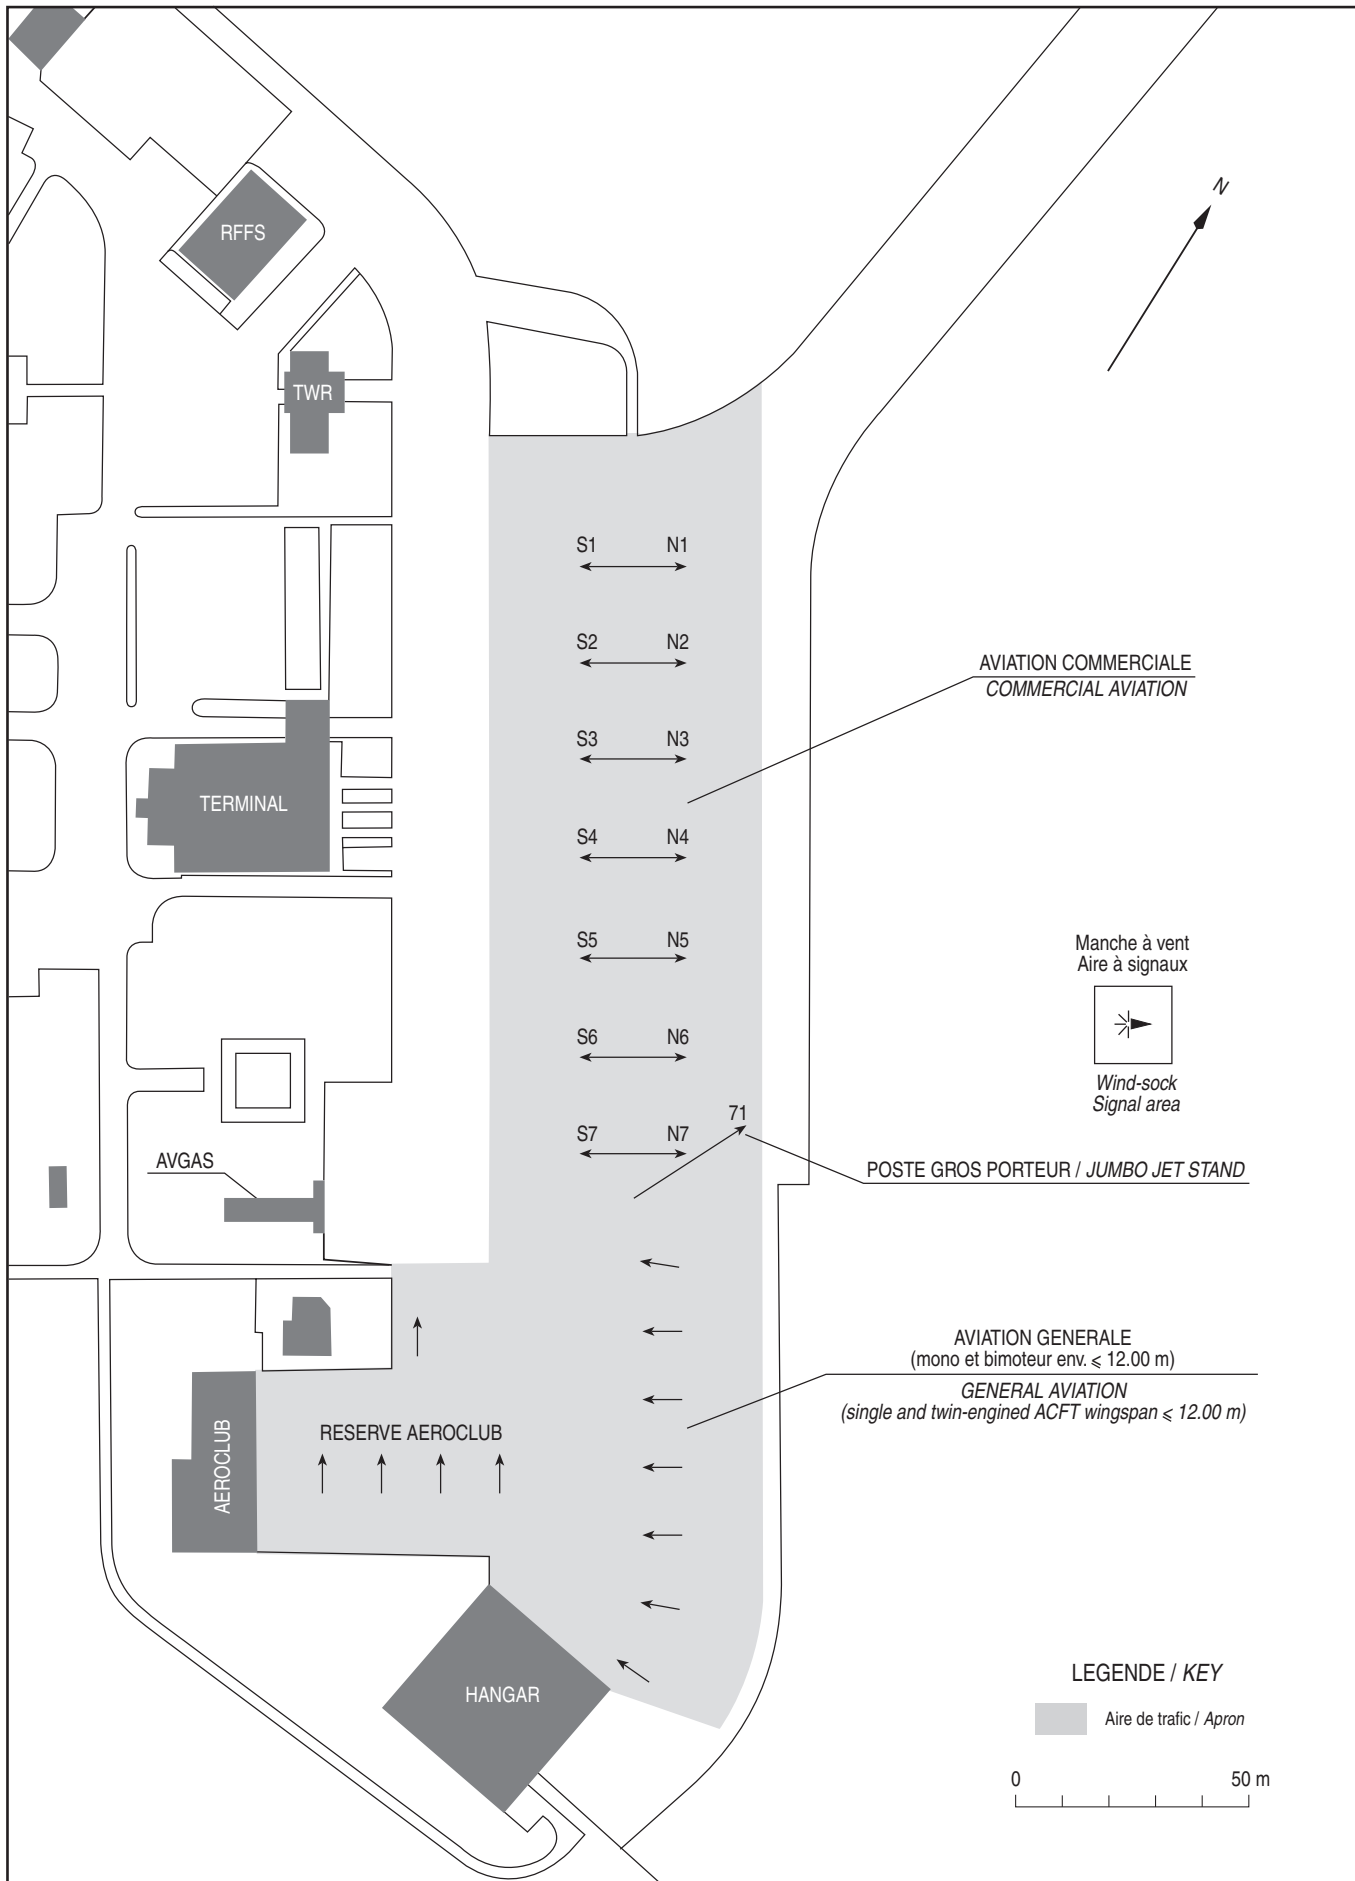 N
RFFS
TWR
S1 N1
S2 N2
AVIATION COMMERCIALE
COMMERCIAL AVIATION
S3 N3
TERMINAL
S4 N4
S5 N5
Manche à vent
Aire à signaux
S6 N6
Wind-sock
Signal area
71
S7 N7
AVGAS
POSTE GROS PORTEUR / JUMBO JET STAND
AVIATION GENERALE
(mono et bimoteur env. ⩽ 12.00 m)
GENERAL AVIATION
(single and twin-engined ACFT wingspan ⩽ 12.00 m)
RESERVE AEROCLUB
AEROCLUB
HANGAR
LEGENDE / KEY
Aire de trafic / Apron
0 50 m